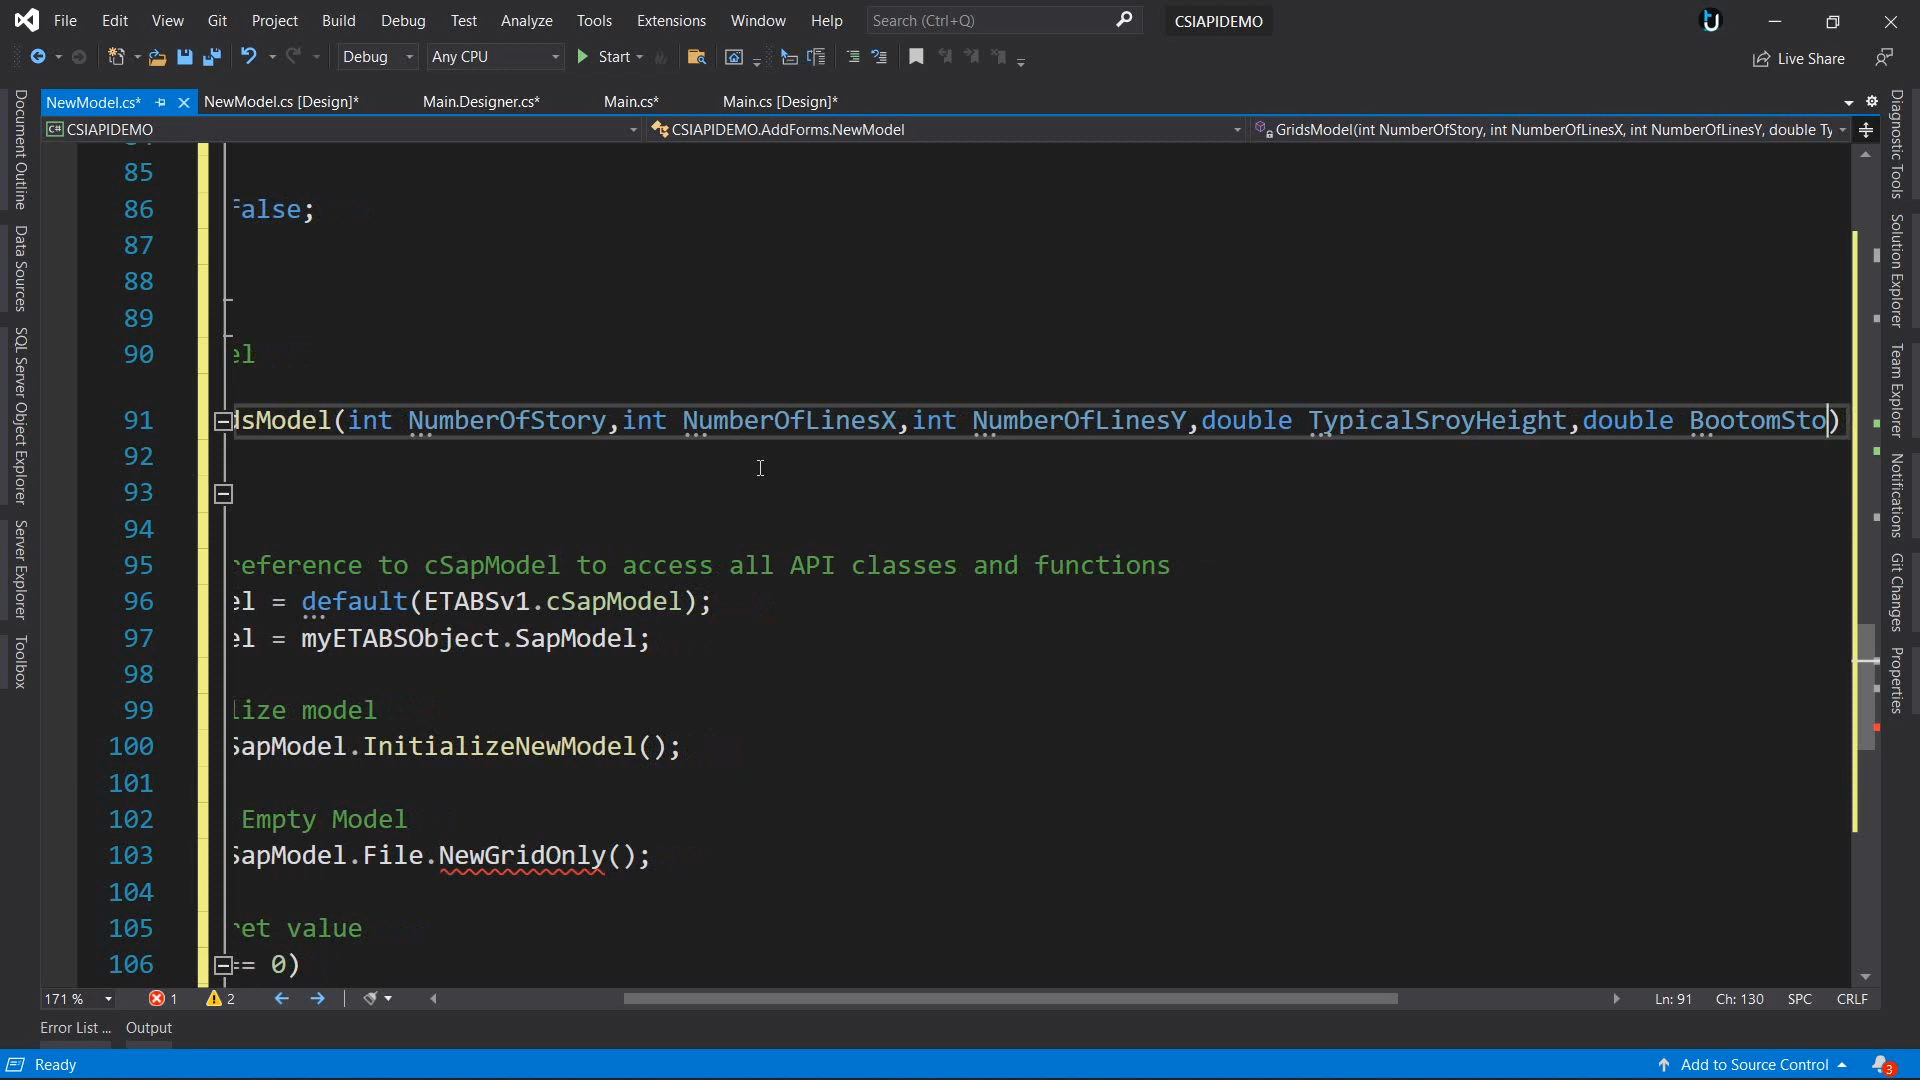 File Edit View Git Project Build Debug Test Analyze Tools Extensions Window Help Search (Ctrl+Q) CSIAPIDEMO
Debug Any CPU Start Live Share
NewModel.cs* NewModel.cs [Design]* Main.Designer.cs* Main.cs* Main.cs [Design]*
C# CSIAPIDEMO CSIAPIDEMO.AddForms.NewModel GridsModel(int NumberOfStory, int NumberOfLinesX, int NumberOfLinesY, double Ty
Document Outline
Data Sources
SQL Server Object Explorer
Server Explorer
Toolbox
85
86 false;
87
88
89
90 el
91 dsModel(int NumberOfStory,int NumberOfLinesX,int NumberOfLinesY,double TypicalSroyHeight,double BootomSto)
92
93
94
95 reference to cSapModel to access all API classes and functions
96 el = default(ETABSv1.cSapModel);
97 el = myETABSObject.SapModel;
98
99 lize model
100 SapModel.InitializeNewModel();
101
102 Empty Model
103 SapModel.File.NewGridOnly();
104
105 ret value
106 == 0)
Diagnostic Tools
Solution Explorer
Team Explorer
Notifications
Git Changes
Properties
171 % 1 2 Ln: 91 Ch: 130 SPC CRLF
Error List ... Output
Ready Add to Source Control 3